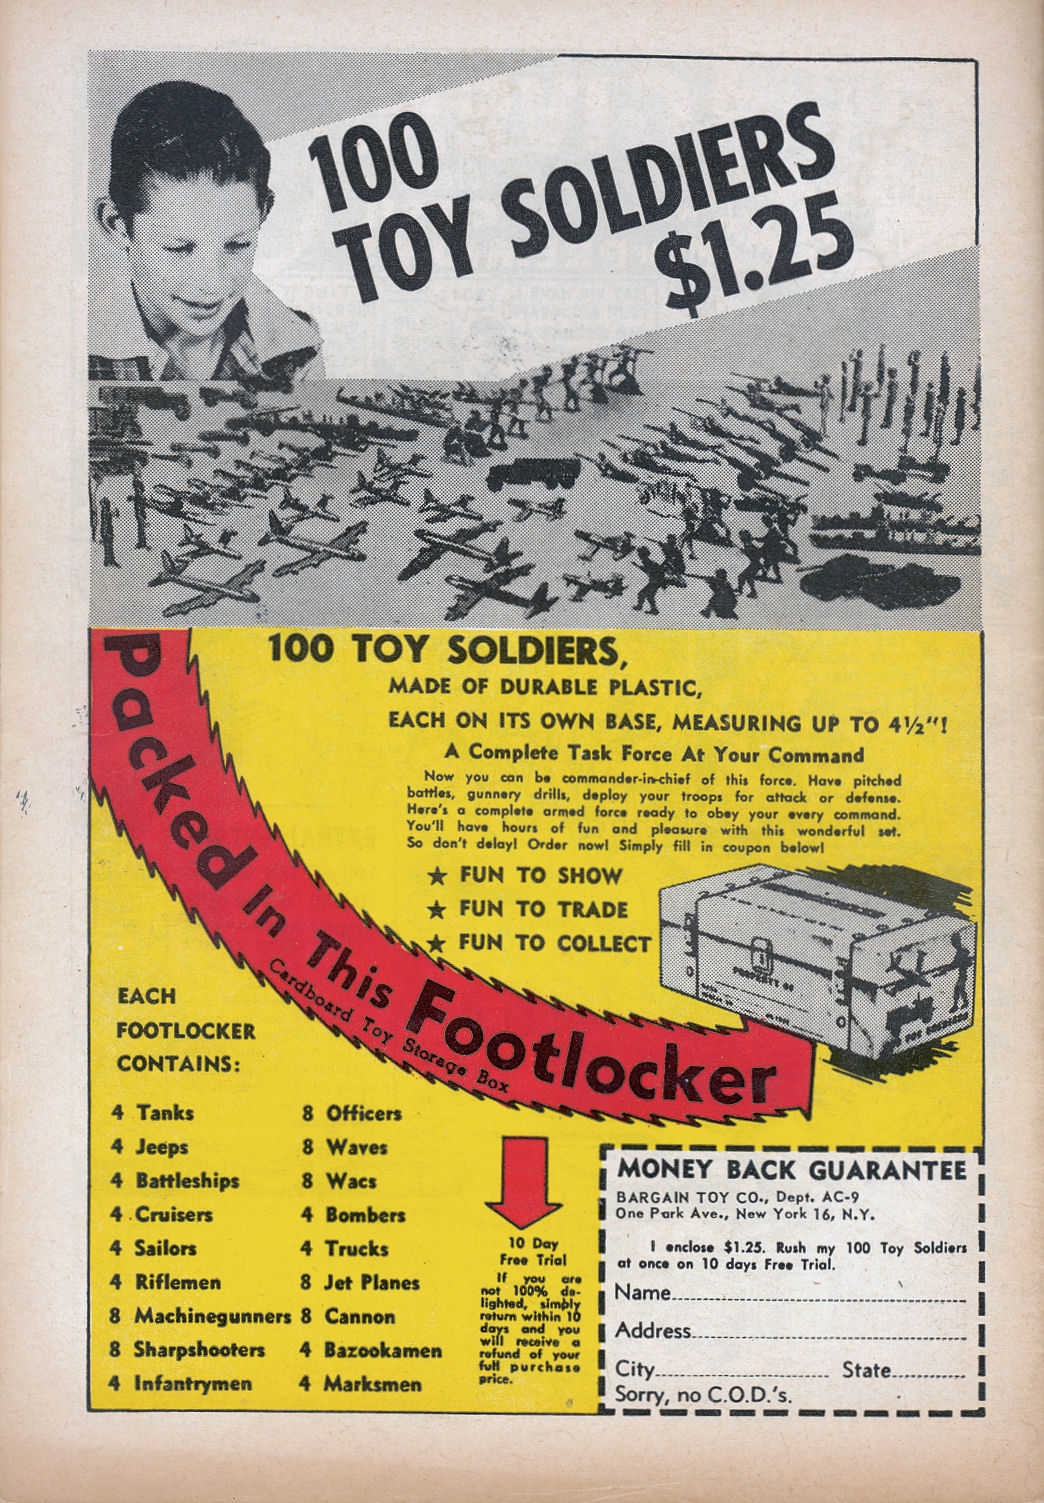 100
TOY SOLDIERS
$1.25
100 TOY SOLDIERS,
MADE OF DURABLE PLASTIC,
EACH ON ITS OWN BASE, MEASURING UP TO 4½"!
A Complete Task Force At Your Command
Now you can be commander-in-chief of this force. Have pitched
battles, gunnery drills, deploy your troops for attack or defense.
Here's a complete armed force ready to obey your every command.
You'll have hours of fun and pleasure with this wonderful set.
So don't delay! Order now! Simply fill in coupon below!
★ FUN TO SHOW
★ FUN TO TRADE
★ FUN TO COLLECT
Packed In This Footlocker
Cardboard Toy Storage Box
PROPERTY OF
EACH
FOOTLOCKER
CONTAINS:
4 Tanks
4 Jeeps
4 Battleships
4 Cruisers
4 Sailors
4 Riflemen
8 Machinegunners
8 Sharpshooters
4 Infantrymen
8 Officers
8 Waves
8 Wacs
4 Bombers
4 Trucks
8 Jet Planes
8 Cannon
4 Bazookamen
4 Marksmen
10 Day
Free Trial
If you are
not 100% de-
lighted, simply
return within 10
days and you
will receive a
refund of your
full purchase
price.
MONEY BACK GUARANTEE
BARGAIN TOY CO., Dept. AC-9
One Park Ave., New York 16, N.Y.
I enclose $1.25. Rush my 100 Toy Soldiers
at once on 10 days Free Trial.
Name
Address
City State
Sorry, no C.O.D.'s.